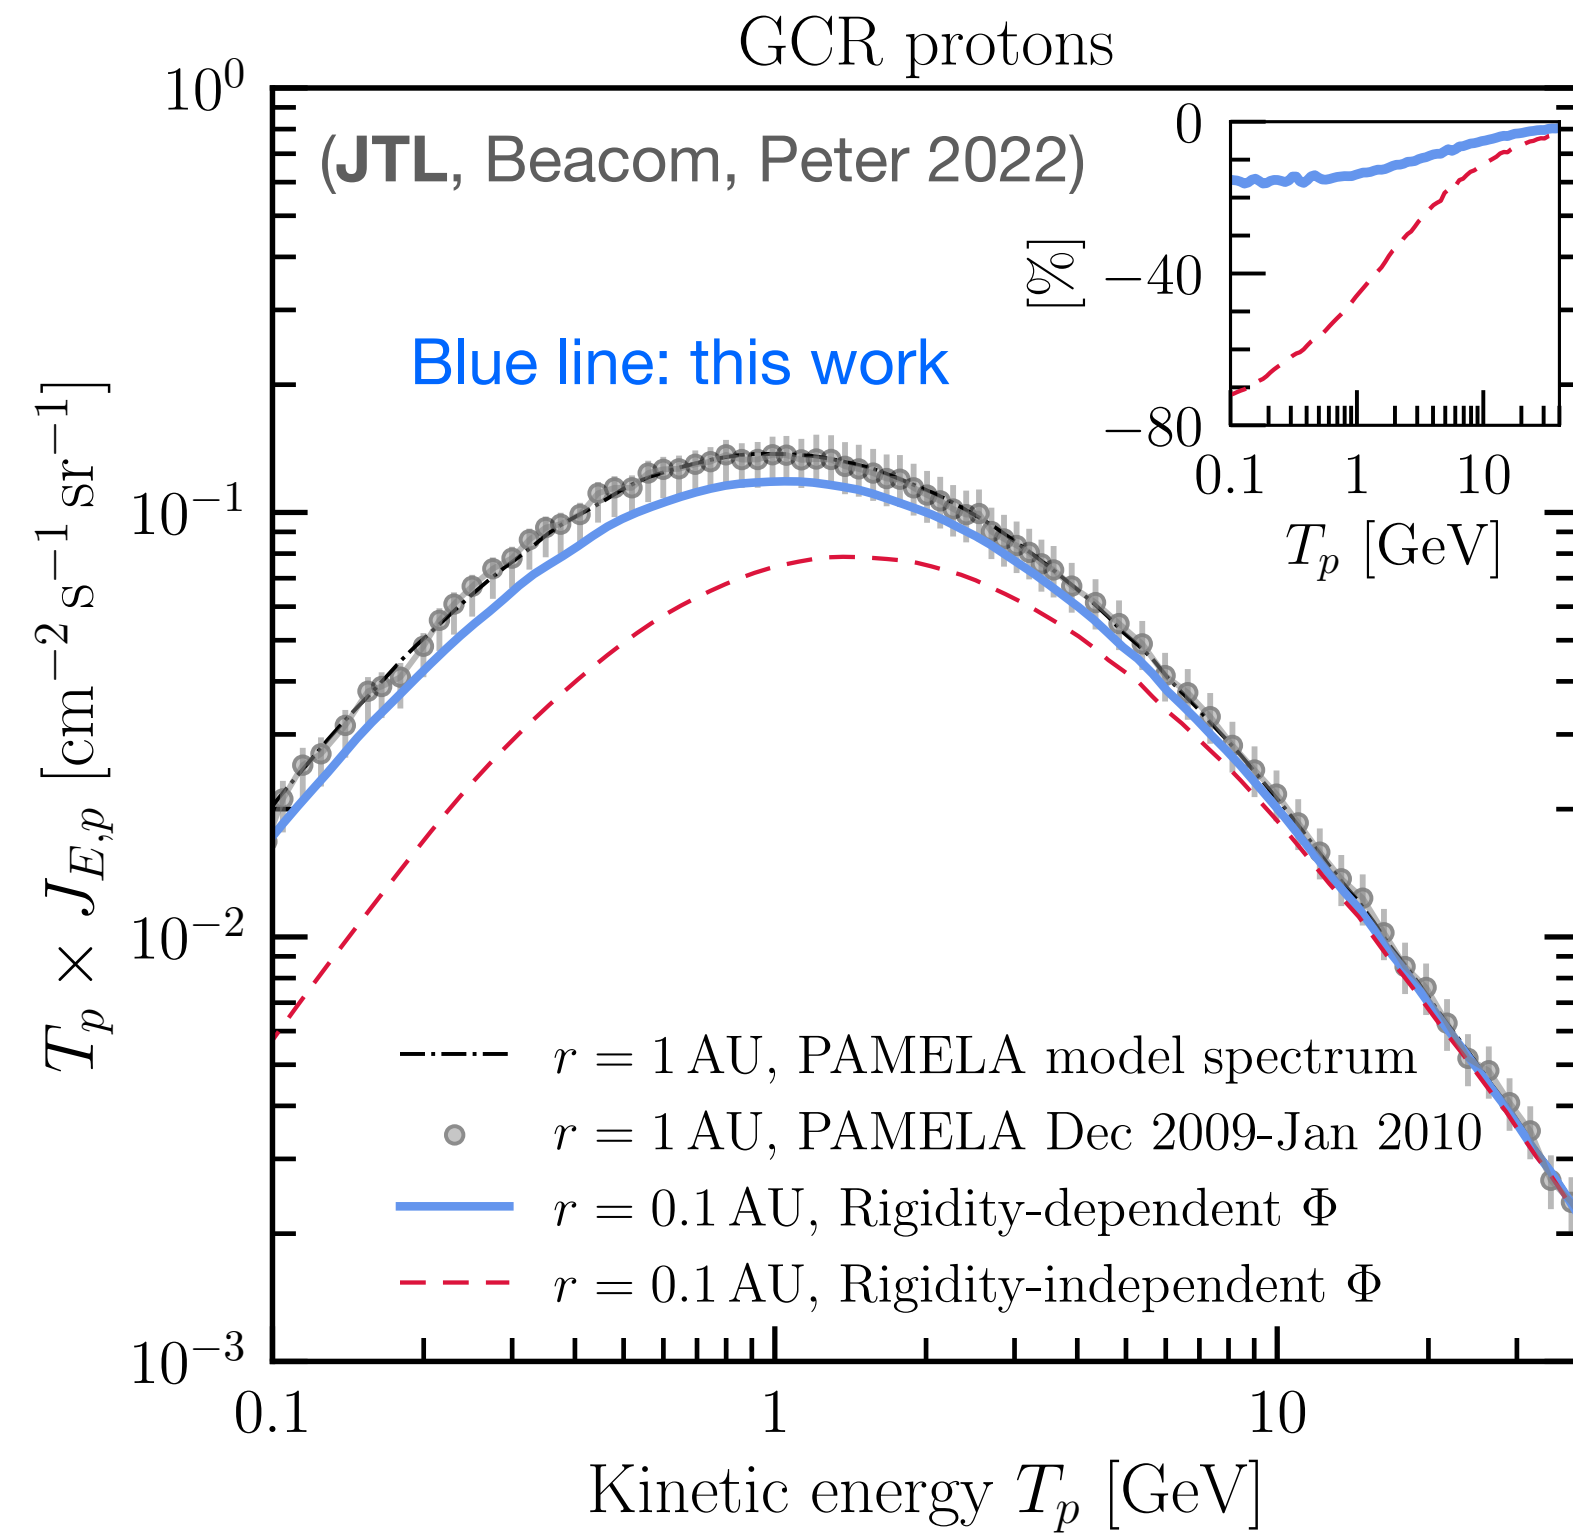 GCR protons
(JTL, Beacom, Peter 2022)
Blue line: this work
T_p × J_{E,p} [cm^{−2} s^{−1} sr^{−1}]
10^0
10^{−1}
10^{−2}
10^{−3}
[%]
0
−40
−80
0.1 1 10
T_p [GeV]
r = 1 AU, PAMELA model spectrum
r = 1 AU, PAMELA Dec 2009-Jan 2010
r = 0.1 AU, Rigidity-dependent Φ
r = 0.1 AU, Rigidity-independent Φ
0.1 1 10
Kinetic energy T_p [GeV]